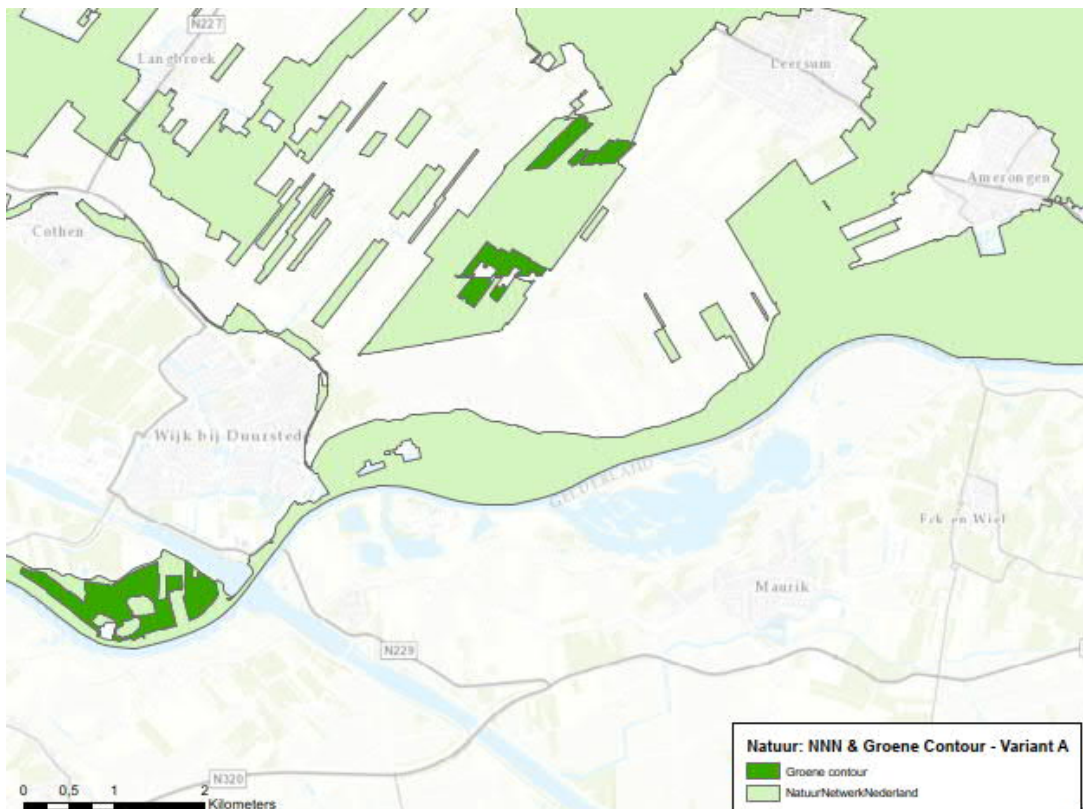 N227
Langbroek
Leersum
Amerongen
Cothen
Wijk bij Duurstede
GELDERLAND
Eck en Wiel
Maurik
N229
Natuur: NNN & Groene Contour - Variant A
Groene contour
NatuurNetwerkNederland
N320
0 0,5 1 2
Kilometers